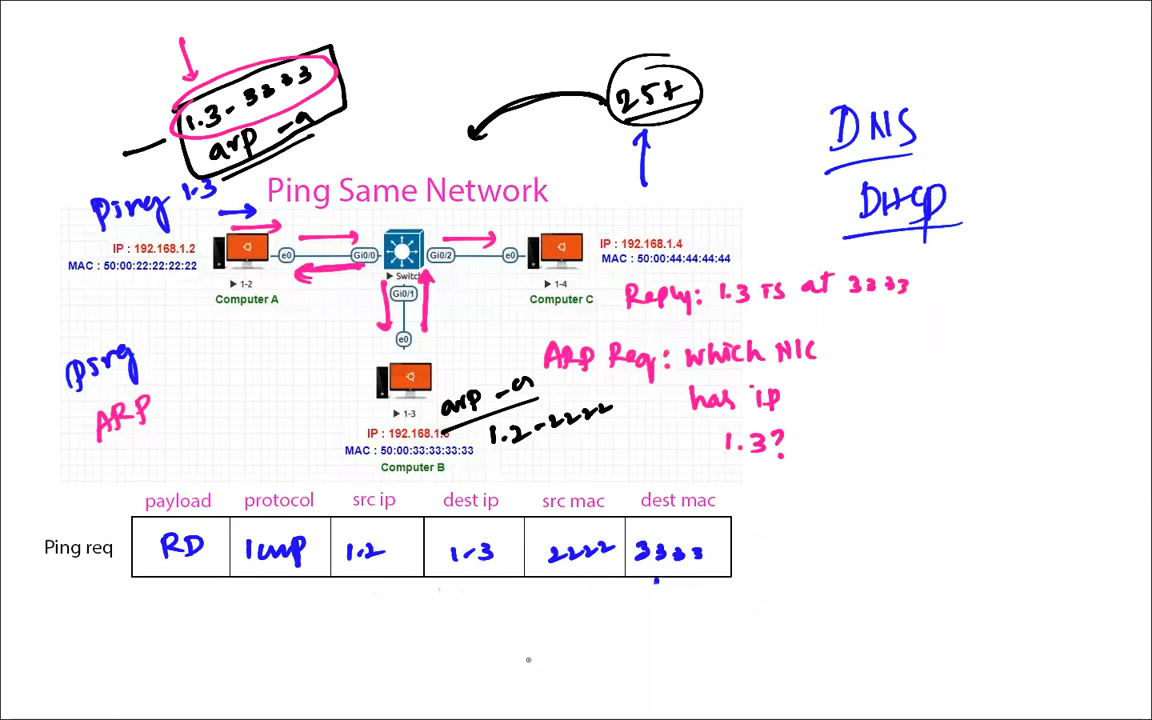 1.3 - 3333
arp -a
25+
DNS
DHCP
Ping 1.3
Ping Same Network
IP : 192.168.1.2
MAC : 50:00:22:22:22:22
e0
Gi0/0
Gi0/2
e0
IP : 192.168.1.4
MAC : 50:00:44:44:44:44
1-2
Switch
1-4
Computer A
Gi0/1
Computer C
Reply: 1.3 is at 3333
e0
Ping
ARP
ARP Req: which NIC
has ip
1.3?
1-3
arp -a
1.2 - 2222
IP : 192.168.1.3
MAC : 50:00:33:33:33:33
Computer B
payload protocol src ip dest ip src mac dest mac
Ping req RD Icmp 1.2 1.3 2222 3333